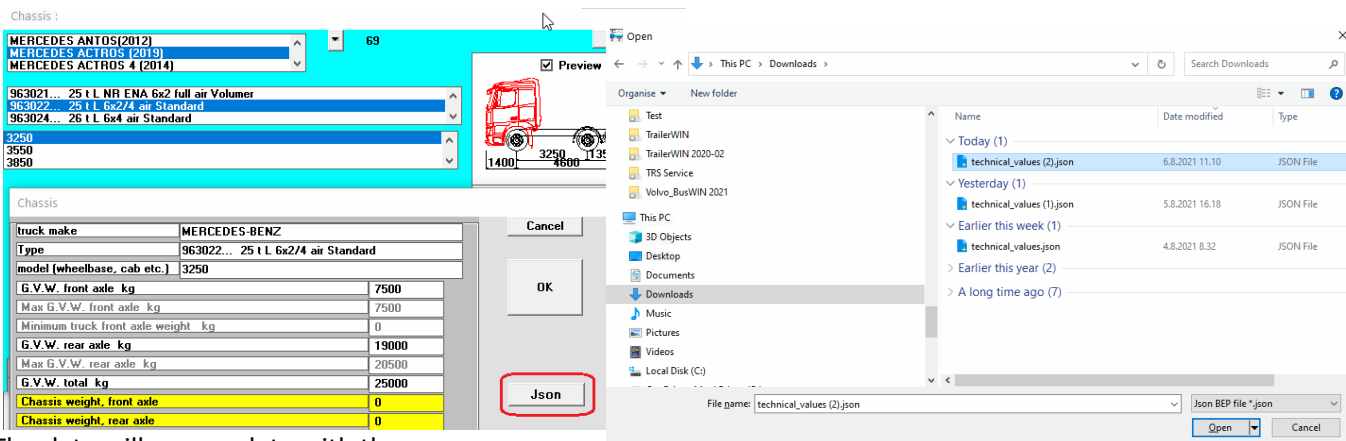 Chassis :
MERCEDES ANTOS(2012)
MERCEDES ACTROS (2019)
MERCEDES ACTROS 4 (2014)
69
Preview
963021... 25 t L NR ENA 6x2 full air Volumer
963022... 25 t L 6x2/4 air Standard
963024... 26 t L 6x4 air Standard
3250
3550
3850
1400 3250 135
4600
Chassis
truck make MERCEDES-BENZ
Type 963022... 25 t L 6x2/4 air Standard
model (wheelbase, cab etc.) 3250
G.V.W. front axle kg 7500
Max G.V.W. front axle kg 7500
Minimum truck front axle weight kg 0
G.V.W. rear axle kg 19000
Max G.V.W. rear axle kg 20500
G.V.W. total kg 25000
Chassis weight, front axle 0
Chassis weight, rear axle 0
Cancel
OK
Json
Open
This PC > Downloads >
Search Downloads
Organise New folder
Test
TrailerWIN
TrailerWIN 2020-02
TRS Service
Volvo_BusWIN 2021
This PC
3D Objects
Desktop
Documents
Downloads
Music
Pictures
Videos
Local Disk (C:)
Name Date modified Type
Today (1)
technical_values (2).json 6.8.2021 11.10 JSON File
Yesterday (1)
technical_values (1).json 5.8.2021 16.18 JSON File
Earlier this week (1)
technical_values.json 4.8.2021 8.32 JSON File
Earlier this year (2)
A long time ago (7)
File name: technical_values (2).json
Json BEP file *.json
Open Cancel